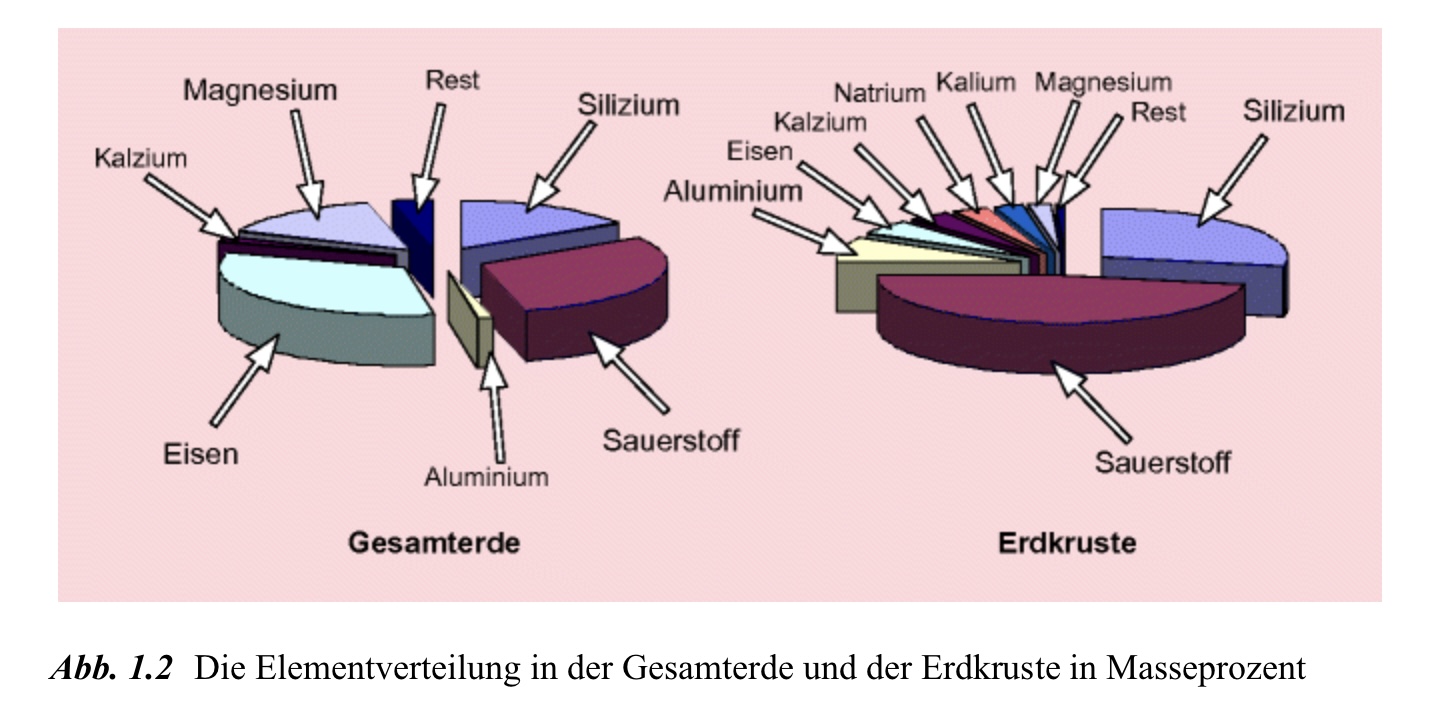 Magnesium
Rest
Silizium
Kalzium
Eisen
Aluminium
Sauerstoff
Gesamterde
Natrium
Kalium
Magnesium
Kalzium
Rest
Silizium
Eisen
Aluminium
Sauerstoff
Erdkruste
Abb. 1.2 Die Elementverteilung in der Gesamterde und der Erdkruste in Masseprozent